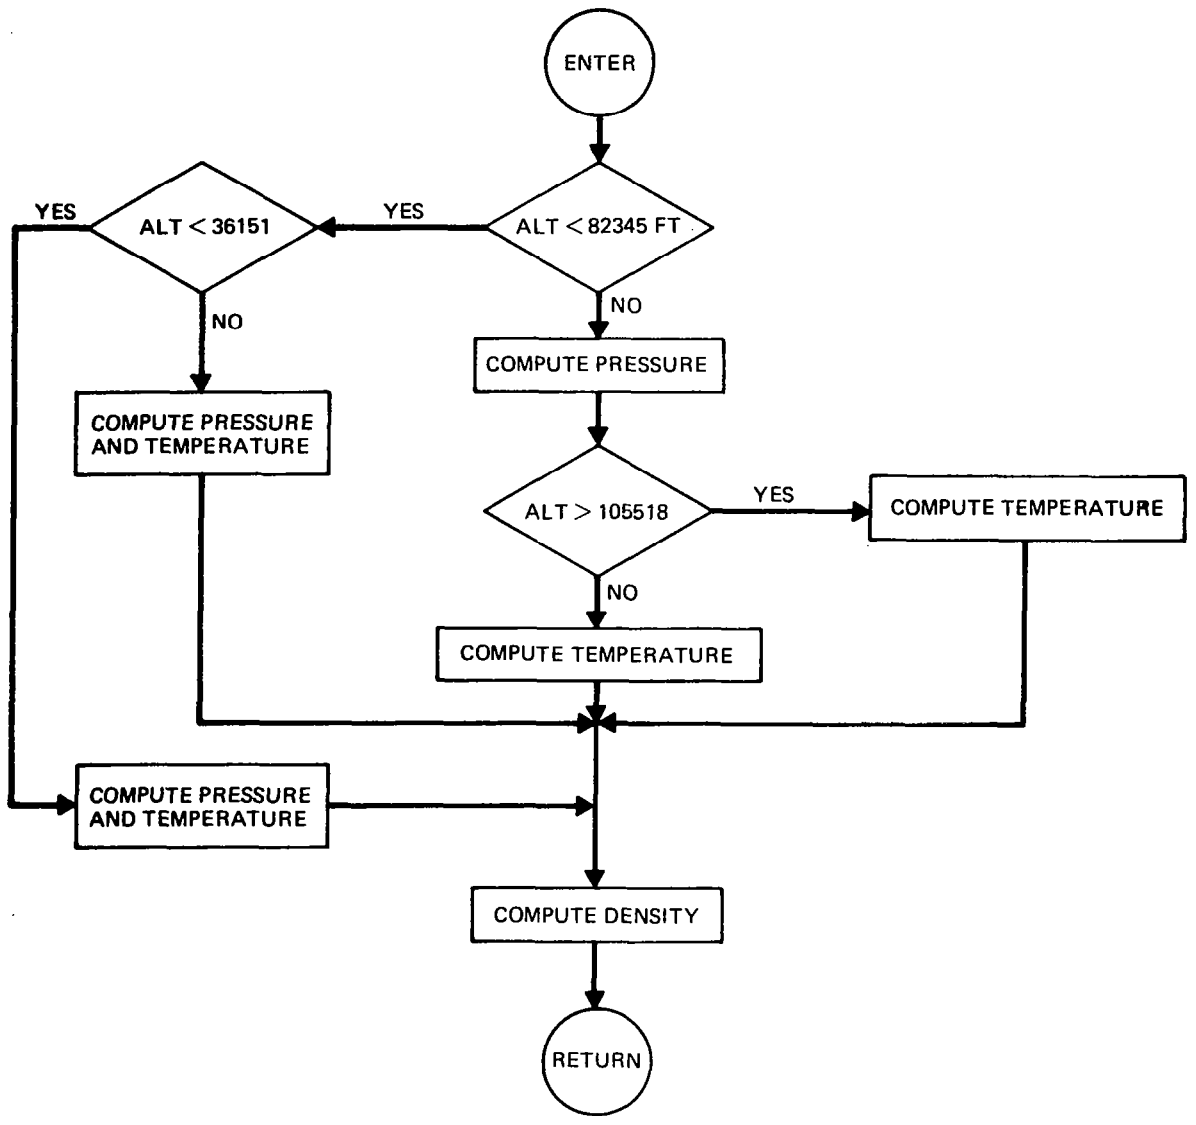 ENTER
YES
ALT < 36151
YES
ALT < 82345 FT
NO
NO
COMPUTE PRESSURE
COMPUTE PRESSURE
AND TEMPERATURE
ALT > 105518
YES
COMPUTE TEMPERATURE
NO
COMPUTE TEMPERATURE
COMPUTE PRESSURE
AND TEMPERATURE
COMPUTE DENSITY
RETURN